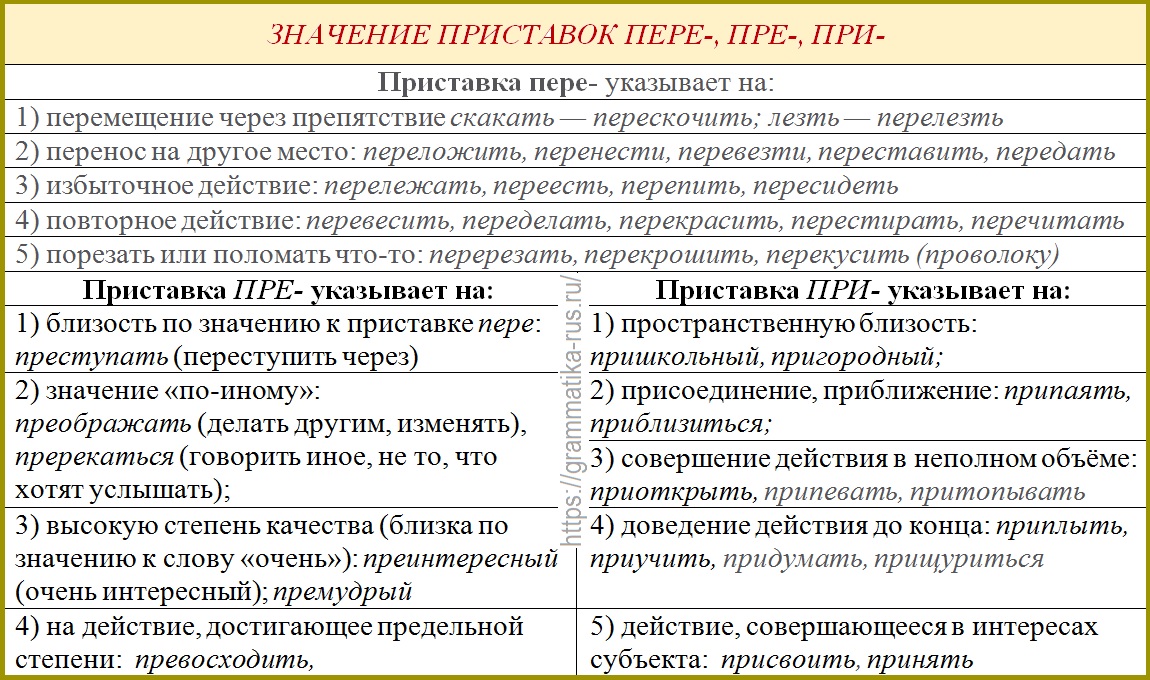 ЗНАЧЕНИЕ ПРИСТАВОК ПЕРЕ-, ПРЕ-, ПРИ-
Приставка пере- указывает на:
1) перемещение через препятствие скакать — перескочить; лезть — перелезть
2) перенос на другое место: переложить, перенести, перевезти, переставить, передать
3) избыточное действие: перележать, переесть, перепить, пересидеть
4) повторное действие: перевесить, переделать, перекрасить, перестирать, перечитать
5) порезать или поломать что-то: перерезать, перекрошить, перекусить (проволоку)
Приставка ПРЕ- указывает на:
1) близость по значению к приставке пере:
преступать (переступить через)
2) значение «по-иному»:
преображать (делать другим, изменять),
пререкаться (говорить иное, не то, что
хотят услышать);
3) высокую степень качества (близка по
значению к слову «очень»): преинтересный
(очень интересный); премудрый
4) на действие, достигающее предельной
степени: превосходить,
https://grammatika-rus.ru/
Приставка ПРИ- указывает на:
1) пространственную близость:
пришкольный, пригородный;
2) присоединение, приближение: припаять,
приблизиться;
3) совершение действия в неполном объёме:
приоткрыть, припевать, притопывать
4) доведение действия до конца: приплыть,
приучить, придумать, прищуриться
5) действие, совершающееся в интересах
субъекта: присвоить, принять